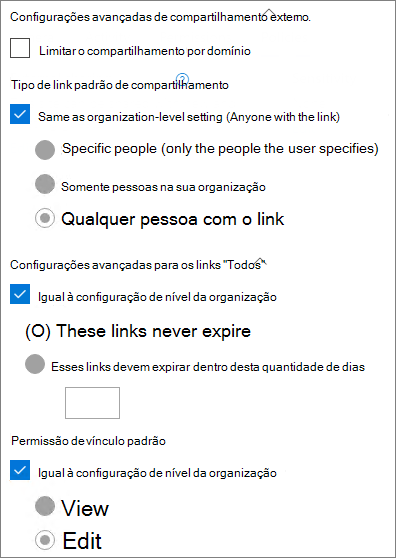 Configurações avançadas de compartilhamento externo.
Limitar o compartilhamento por domínio
Tipo de link padrão de compartilhamento
?
Same as organization-level setting (Anyone with the link)
Specific people (only the people the user specifies)
Somente pessoas na sua organização
Qualquer pessoa com o link
Configurações avançadas para os links "Todos"
Igual à configuração de nível da organização
(O) These links never expire
Esses links devem expirar dentro desta quantidade de dias
Permissão de vínculo padrão
Igual à configuração de nível da organização
View
Edit